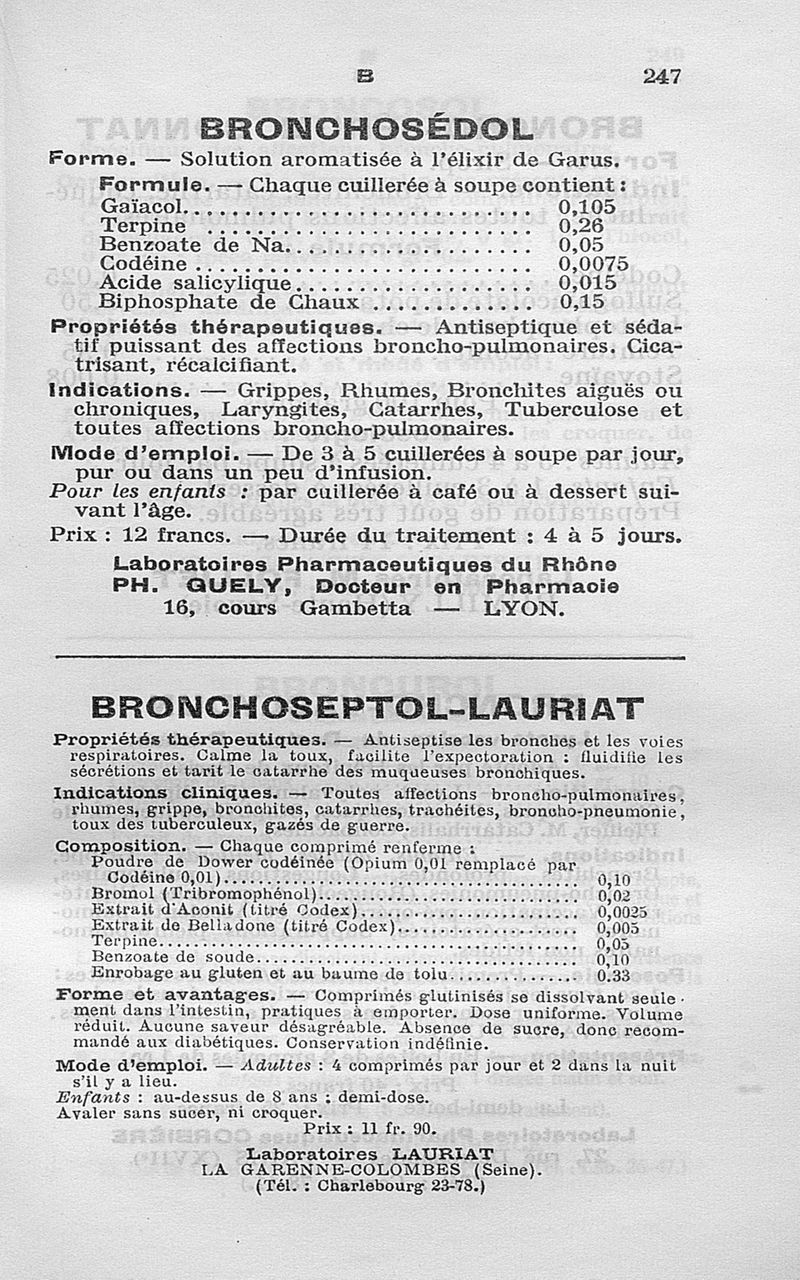 B 247
BRONCHOSÉDOL
Forme. — Solution aromatisée à l'élixir de Garus.
Formule. — Chaque cuillerée à soupe contient :
Gaïacol............................ 0,105
Terpine ........................... 0,26
Benzoate de Na.................... 0,05
Codéine ........................... 0,0075
Acide salicylique................... 0,015
Biphosphate de Chaux ............. 0,15
Propriétés thérapeutiques. — Antiseptique et séda-
tif puissant des affections broncho-pulmonaires. Cica-
trisant, récalcifiant.
Indications. — Grippes, Rhumes, Bronchites aiguës ou
chroniques, Laryngites, Catarrhes, Tuberculose et
toutes affections broncho-pulmonaires.
Mode d'emploi. — De 3 à 5 cuillerées à soupe par jour,
pur ou dans un peu d'infusion.
Pour les enfants : par cuillerée à café ou à dessert sui-
vant l'âge.
Prix : 12 francs. — Durée du traitement : 4 à 5 jours.
Laboratoires Pharmaceutiques du Rhône
PH. QUELY, Docteur en Pharmacie
16, cours Gambetta — LYON.
BRONCHOSEPTOL-LAURIAT
Propriétés thérapeutiques. — Antiseptise les bronches et les voies
respiratoires. Calme la toux, facilite l'expectoration : fluidifie les
sécrétions et tarit le catarrhe des muqueuses bronchiques.
Indications cliniques. — Toutes affections broncho-pulmonaires,
rhumes, grippe, bronchites, catarrhes, trachéites, broncho-pneumonie,
toux des tuberculeux, gazés de guerre.
Composition. — Chaque comprimé renferme :
Poudre de Dower codéinée (Opium 0,01 remplacé par
Codéine 0,01)........................................ 0,10
Bromol (Tribromophénol)............................. 0,02
Extrait d'Aconit (titré Codex)........................ 0,0025
Extrait de Belladone (titré Codex).................... 0,005
Terpine................................................ 0,05
Benzoate de soude..................................... 0,10
Enrobage au gluten et au baume de tolu............... 0.33
Forme et avantages. — Comprimés glutinisés se dissolvant seule-
ment dans l'intestin, pratiques à emporter. Dose uniforme. Volume
réduit. Aucune saveur désagréable. Absence de sucre, donc recom-
mandé aux diabétiques. Conservation indéfinie.
Mode d'emploi. — Adultes : 4 comprimés par jour et 2 dans la nuit
s'il y a lieu.
Enfants : au-dessus de 8 ans : demi-dose.
Avaler sans sucer, ni croquer.
Prix : 11 fr. 90.
Laboratoires LAURIAT
LA GARENNE-COLOMBES (Seine).
(Tél. : Charlebourg 23-78.)